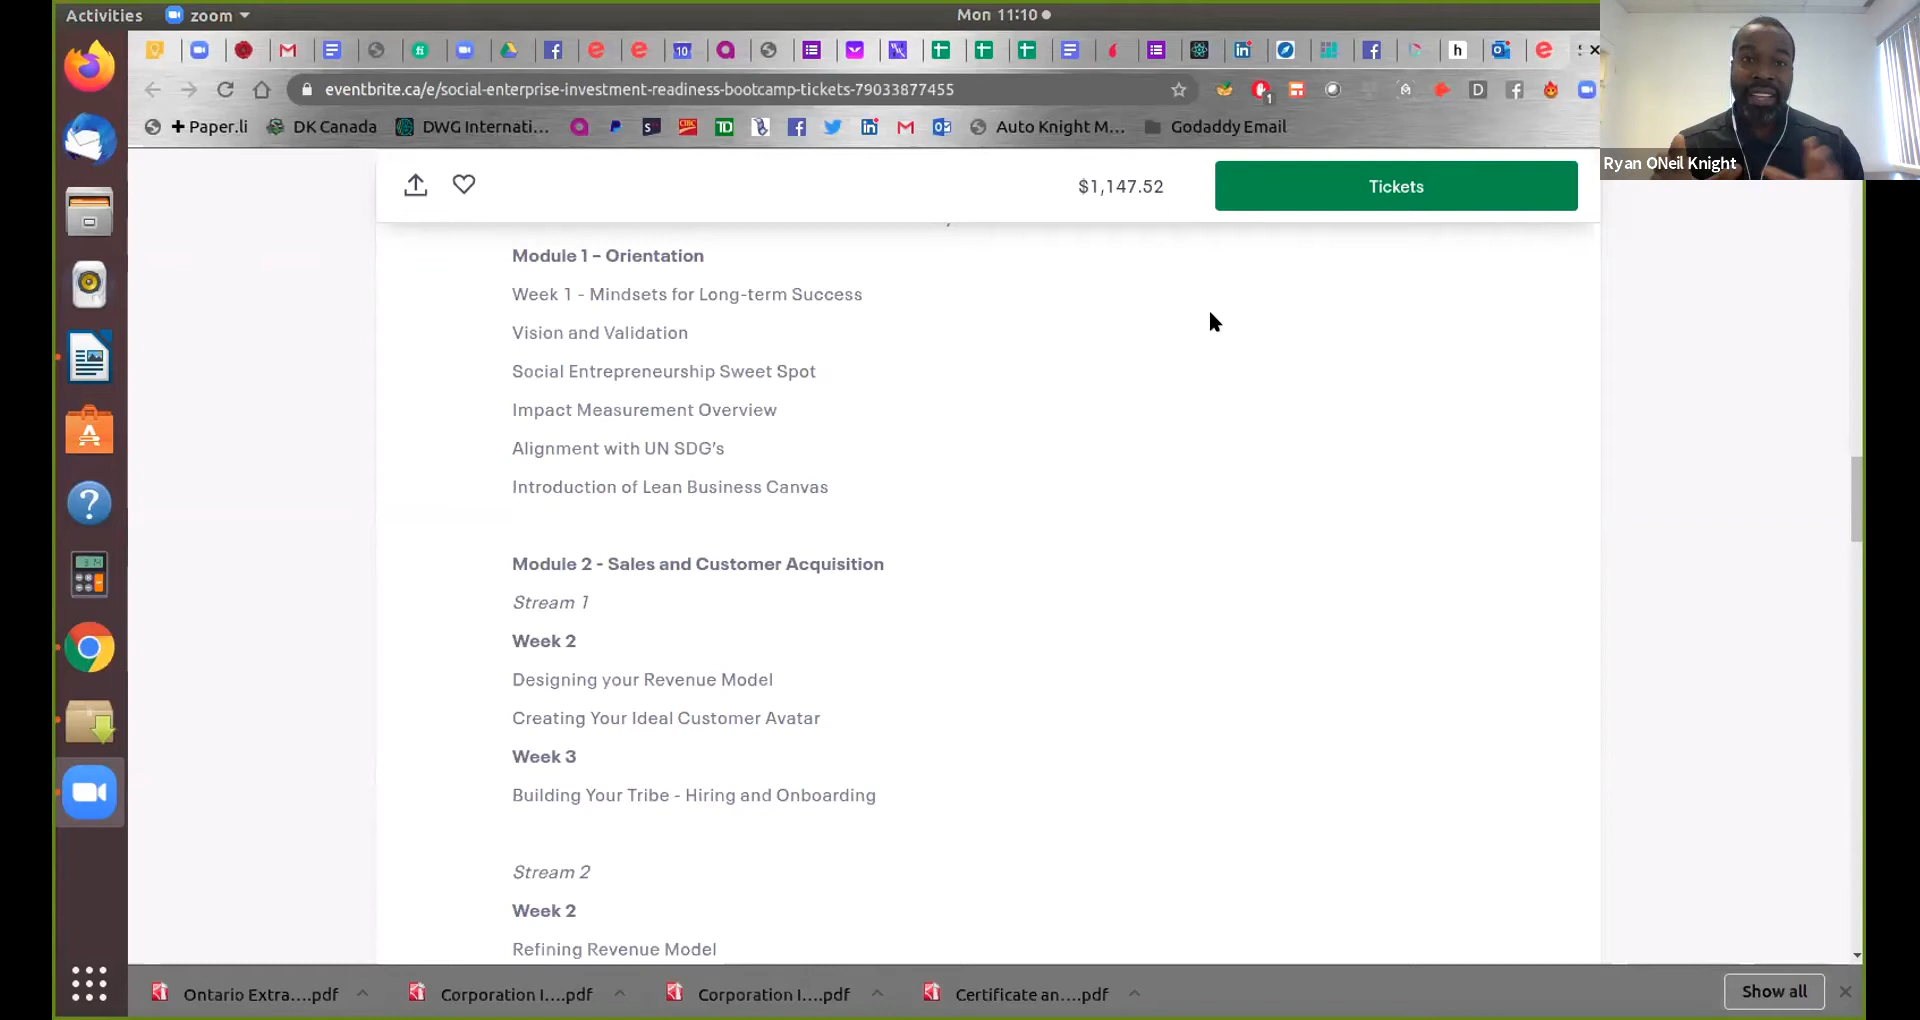 Activities
zoom
Mon 11:10
eventbrite.ca/e/social-enterprise-investment-readiness-bootcamp-tickets-79033877455
Paper.li
DK Canada
DWG Internati...
Auto Knight M...
Godaddy Email
Ryan ONeil Knight
$1,147.52
Tickets
Module 1 – Orientation
Week 1 - Mindsets for Long-term Success
Vision and Validation
Social Entrepreneurship Sweet Spot
Impact Measurement Overview
Alignment with UN SDG’s
Introduction of Lean Business Canvas
Module 2 - Sales and Customer Acquisition
Stream 1
Week 2
Designing your Revenue Model
Creating Your Ideal Customer Avatar
Week 3
Building Your Tribe - Hiring and Onboarding
Stream 2
Week 2
Refining Revenue Model
Ontario Extra....pdf
Corporation I....pdf
Corporation I....pdf
Certificate an....pdf
Show all